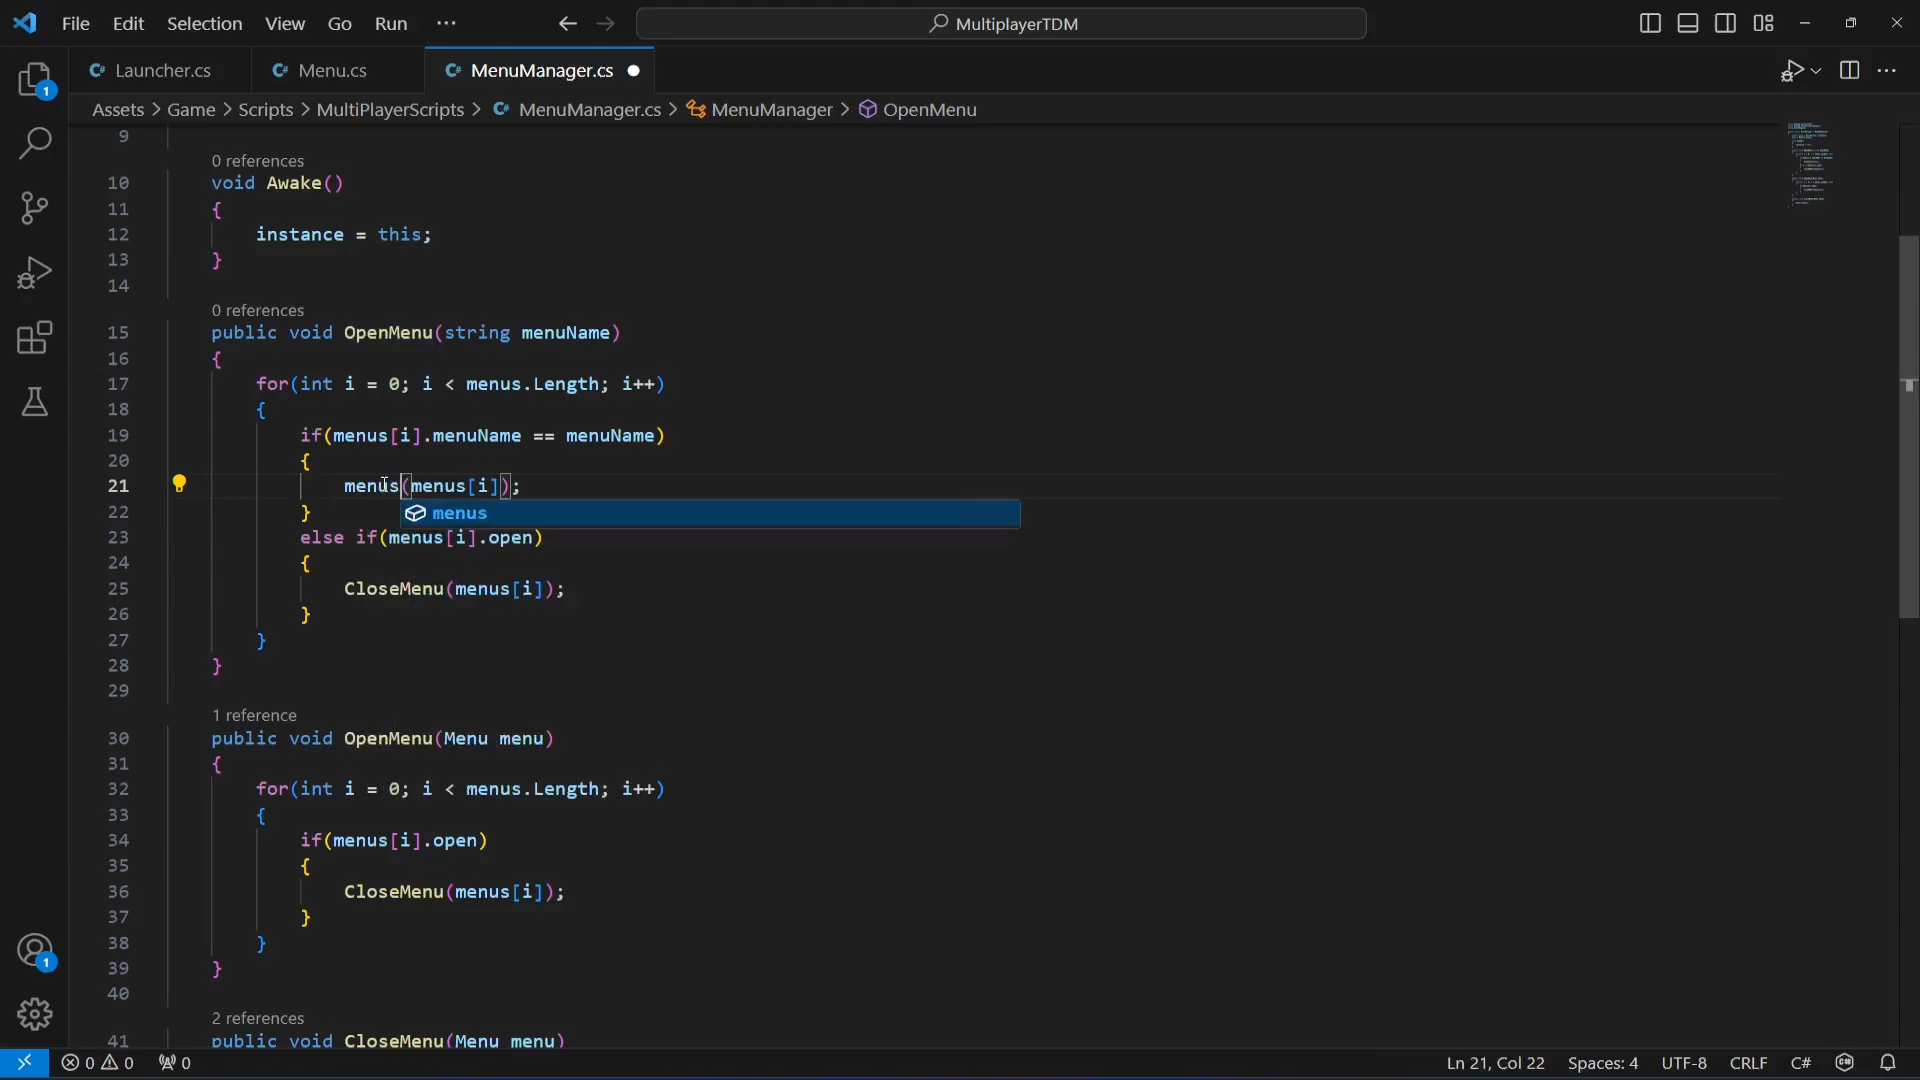 File Edit Selection View Go Run ··· MultiplayerTDM
Launcher.cs Menu.cs MenuManager.cs
Assets > Game > Scripts > MultiPlayerScripts > MenuManager.cs > MenuManager > OpenMenu
9
0 references
10 void Awake()
11 {
12 instance = this;
13 }
14
0 references
15 public void OpenMenu(string menuName)
16 {
17 for(int i = 0; i < menus.Length; i++)
18 {
19 if(menus[i].menuName == menuName)
20 {
21 menus(menus[i]);
menus
22 }
23 else if(menus[i].open)
24 {
25 CloseMenu(menus[i]);
26 }
27 }
28 }
29
1 reference
30 public void OpenMenu(Menu menu)
31 {
32 for(int i = 0; i < menus.Length; i++)
33 {
34 if(menus[i].open)
35 {
36 CloseMenu(menus[i]);
37 }
38 }
39 }
40
2 references
41 public void CloseMenu(Menu menu)
1
1
0 0 0 Ln 21, Col 22 Spaces: 4 UTF-8 CRLF C#